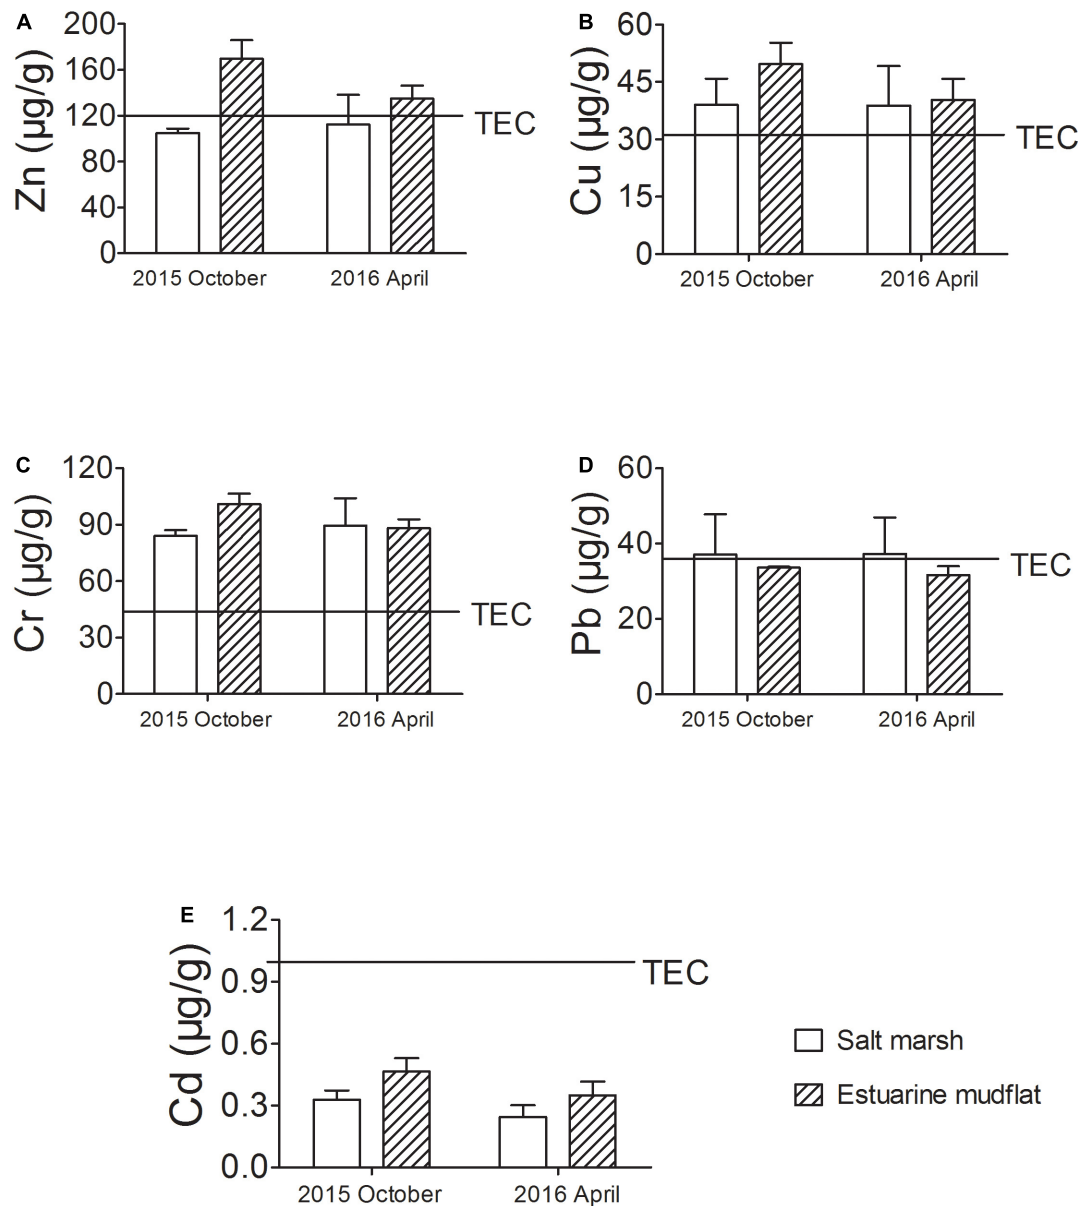 A
Zn (µg/g)
200
160
120
80
40
0
TEC
2015 October
2016 April
B
Cu (µg/g)
60
45
30
15
0
TEC
2015 October
2016 April
C
Cr (µg/g)
120
90
60
30
0
TEC
2015 October
2016 April
D
Pb (µg/g)
60
40
20
0
TEC
2015 October
2016 April
E
Cd (µg/g)
1.2
0.9
0.6
0.3
0.0
TEC
2015 October
2016 April
Salt marsh
Estuarine mudflat